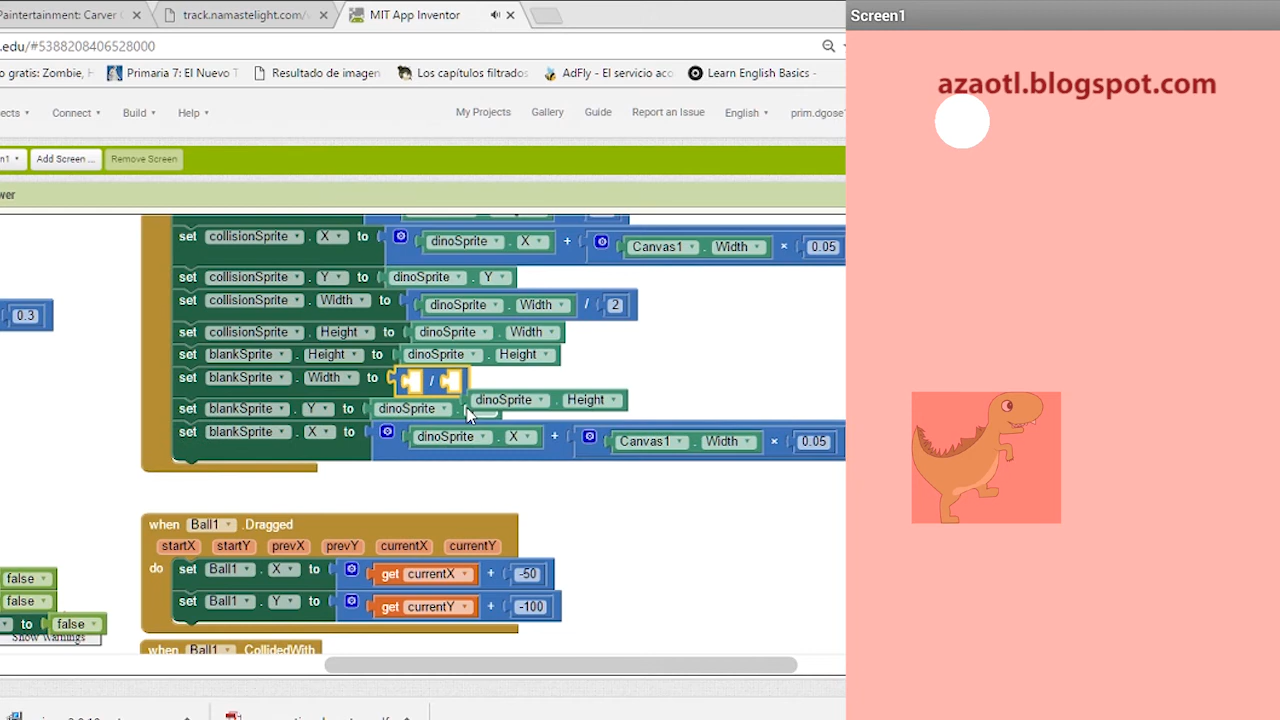 Paintertainment: Carver C
track.namastelight.com/
MIT App Inventor
Screen1
.edu/#5388208406528000
o gratis: Zombie, H
Primaria 7: El Nuevo T
Resultado de imagen
Los capítulos filtrados
AdFly - El servicio aco
Learn English Basics -
azaotl.blogspot.com
Connect
Build
Help
My Projects
Gallery
Guide
Report an Issue
English
prim.dgose
n1
Add Screen ...
Remove Screen
wer
set collisionSprite . X to dinoSprite . X + Canvas1 . Width × 0.05
set collisionSprite . Y to dinoSprite . Y
set collisionSprite . Width to dinoSprite . Width / 2
0.3
set collisionSprite . Height to dinoSprite . Width
set blankSprite . Height to dinoSprite . Height
set blankSprite . Width to /
dinoSprite . Height
set blankSprite . Y to dinoSprite .
set blankSprite . X to dinoSprite . X + Canvas1 . Width × 0.05
when Ball1 .Dragged
startX startY prevX prevY currentX currentY
do set Ball1 . X to get currentX + -50
set Ball1 . Y to get currentY + -100
false
false
to false
Show Warnings
when Ball1 .CollidedWith